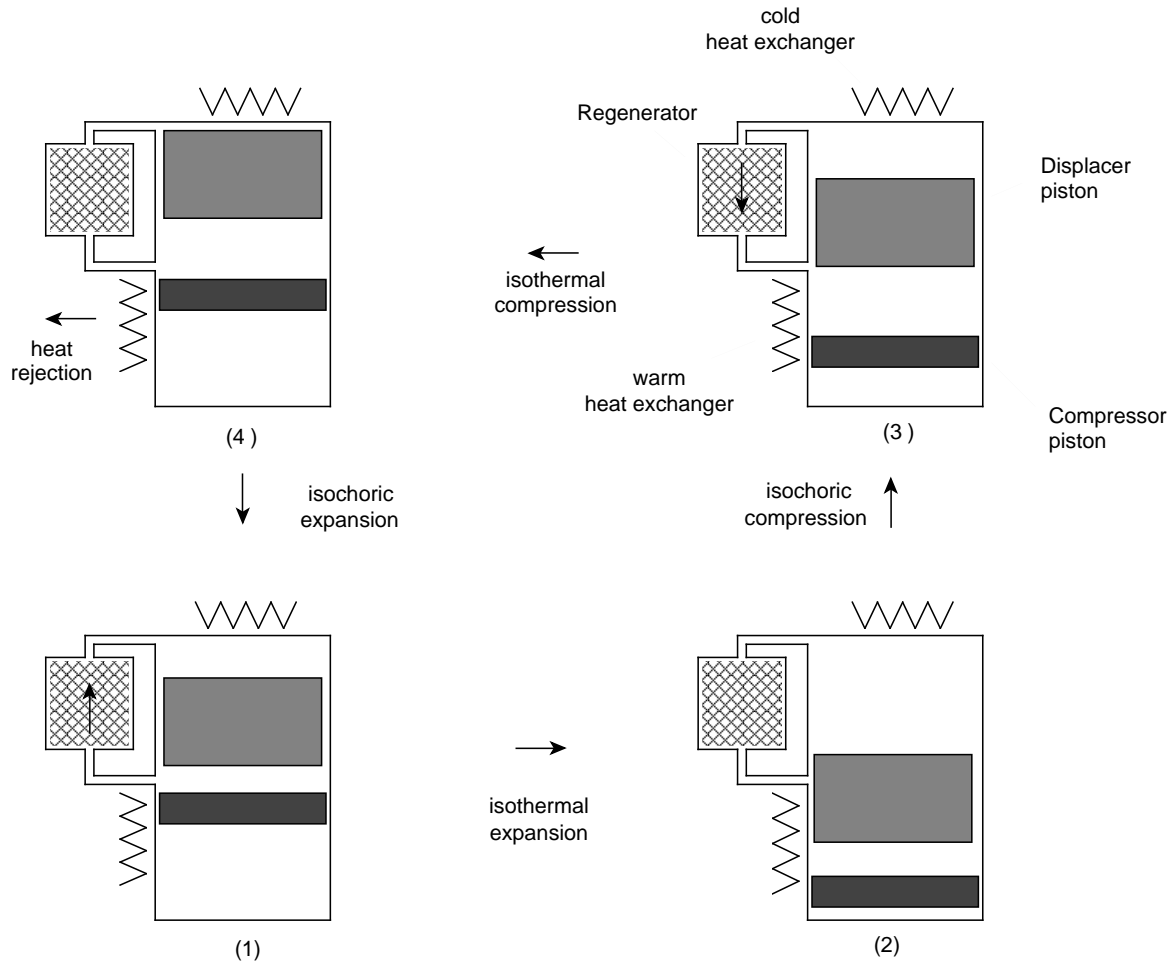 cold
heat exchanger
Regenerator
Displacer
piston
isothermal
compression
heat
rejection
warm
heat exchanger
Compressor
piston
(4 )
(3 )
isochoric
expansion
isochoric
compression
isothermal
expansion
(1)
(2)